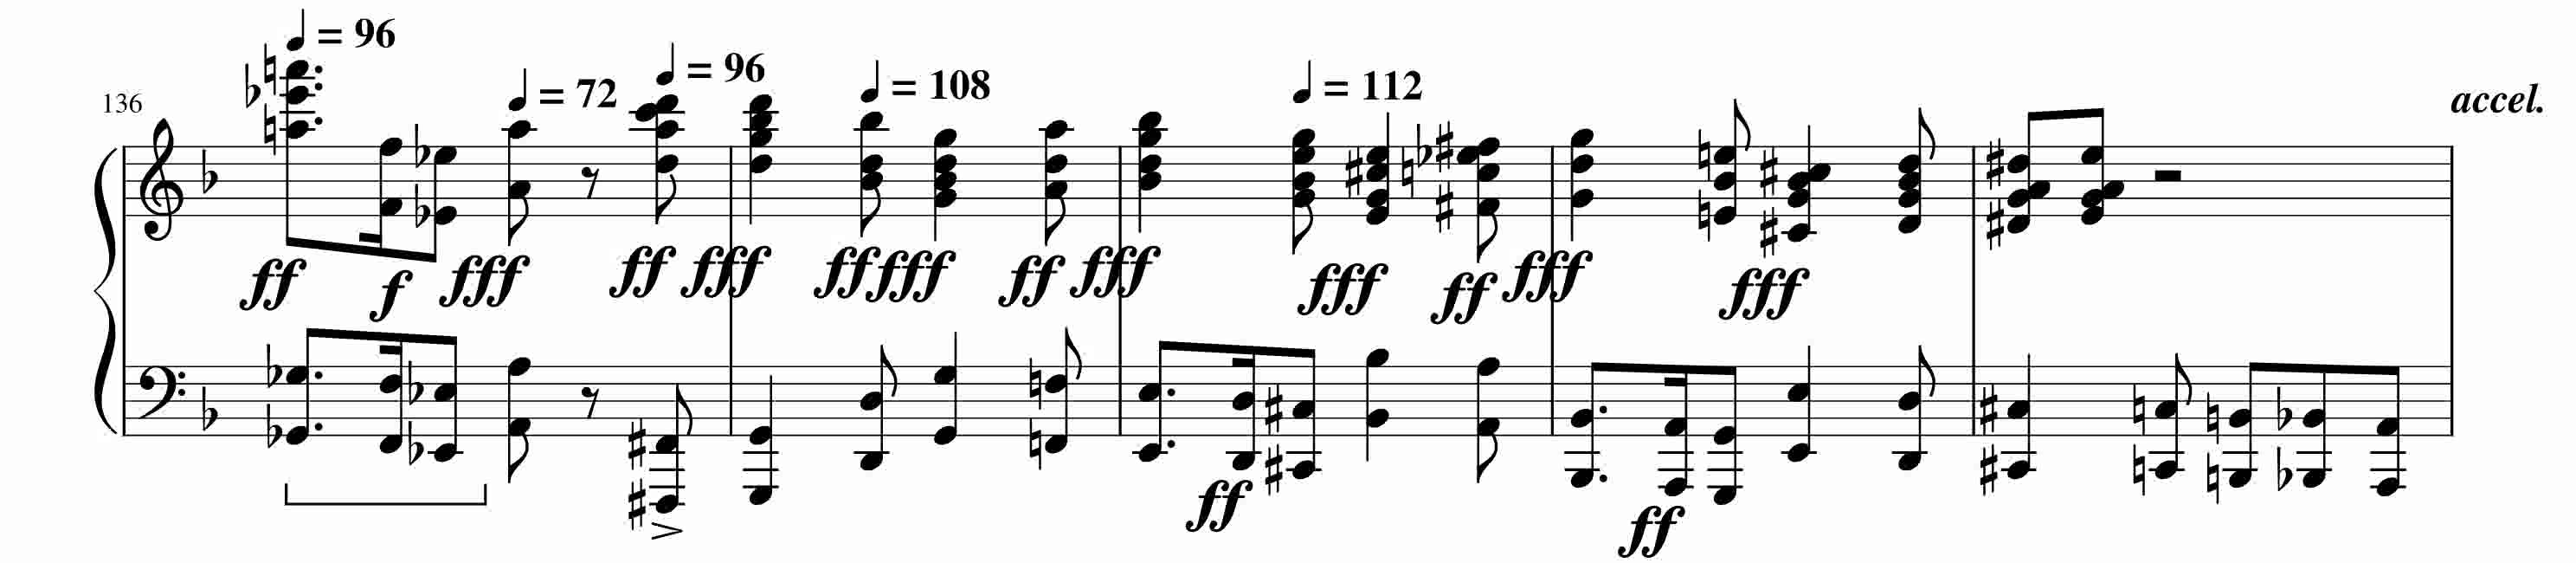 ♩ = 96
♩ = 72
♩ = 96
♩ = 108
♩ = 112
accel.
136
ff f fff ff fff ff fff ff fff fff ff fff fff
ff ff